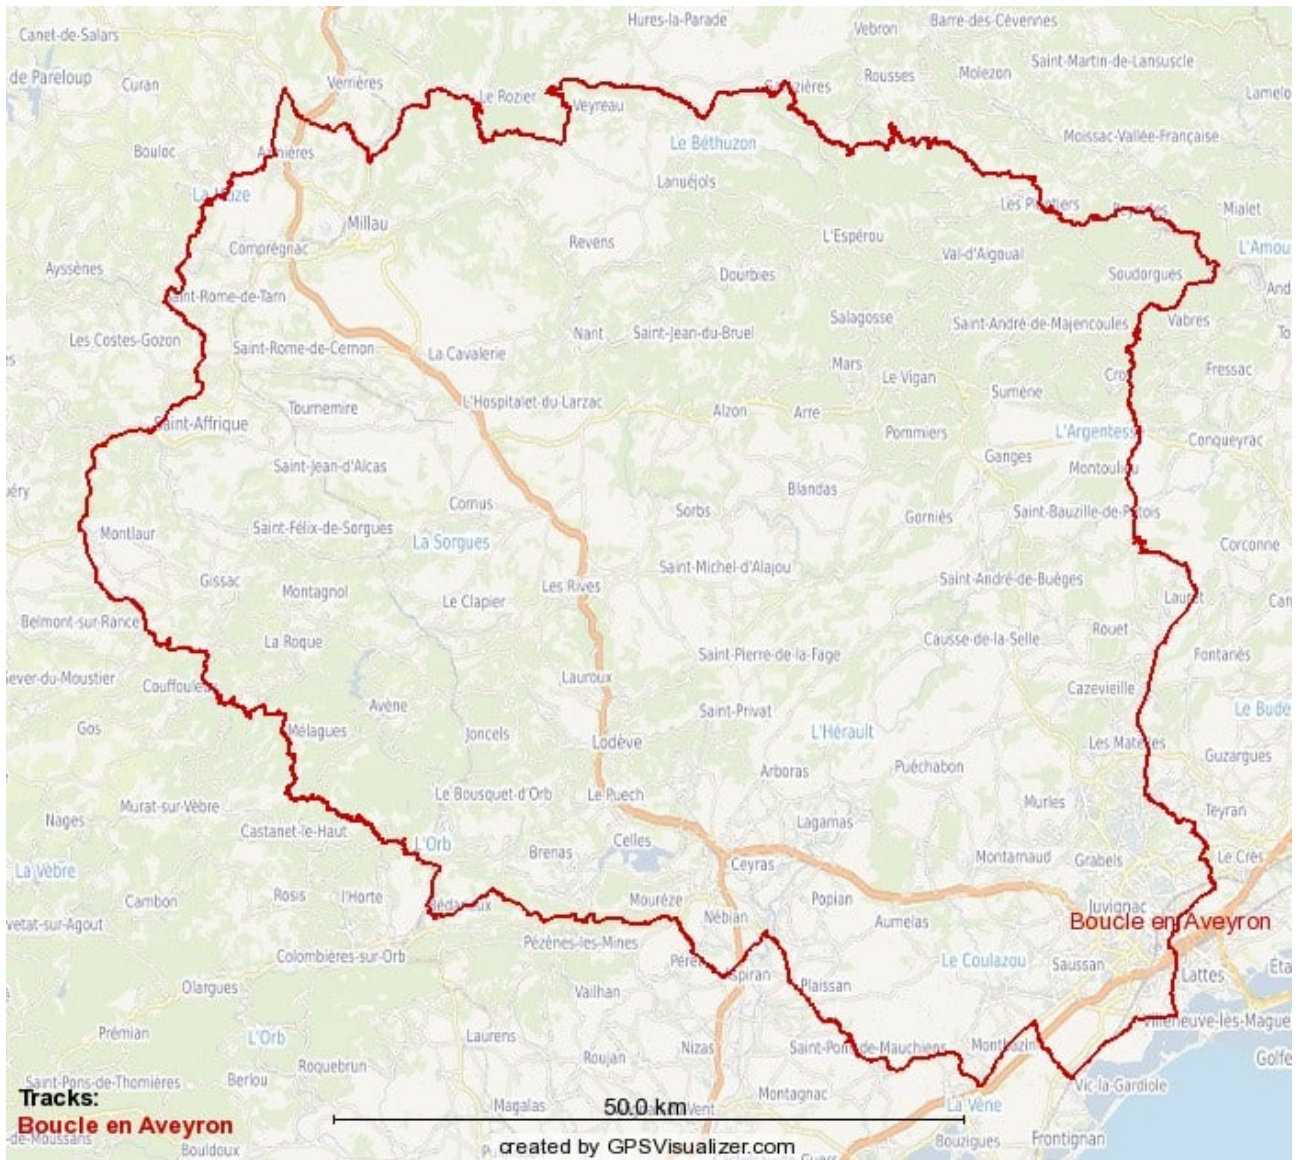 Hures-la-Parade
Barre-des-Cévennes
Canet-de-Salars
Vebron
Saint-Martin-de-Lansuscle
de Pareloup
Curan
Verrières
Rousses
Molezon
Le Rozier
Veyreau
Moissac-Vallée-Française
Bouloc
Le Béthuzon
Lanuéjols
Millau
Mialet
Comprégnac
Revens
L'Espérou
Val-d'Aigoual
L'Amou
Ayssènes
Dourbies
Soudorgues
Saint-Rome-de-Tarn
Les Costes-Gozon
Nant
Saint-Jean-du-Bruel
Salagosse
Saint-André-de-Majencoules
Vabres
Saint-Rome-de-Cernon
La Cavalerie
Mars
Le Vigan
Fressac
Sumène
L'Hospitalet-du-Larzac
Tournemire
Alzon
Arre
Saint-Affrique
Pommiers
L'Argentesse
Conqueyrac
Saint-Jean-d'Alcas
Ganges
Montoulieu
Cornus
Blandas
Sorbs
Gorniès
Saint-Bauzille-de-Putois
Montlaur
Saint-Félix-de-Sorgues
La Sorgues
Corconne
Saint-Michel-d'Alajou
Gissac
Montagnol
Les Rives
Saint-André-de-Buèges
Le Clapier
Lauret
Belmont-sur-Rance
La Roque
Causse-de-la-Selle
Rouet
Saint-Pierre-de-la-Fage
Fontanès
Couffouleux
Lauroux
Cazevieille
Avène
Saint-Privat
Le Bude
Gos
Mélagues
Joncels
L'Hérault
Lodève
Les Matelles
Guzargues
Arboras
Puéchabon
Murat-sur-Vèbre
Le Bousquet-d'Orb
Le Puech
Murles
Teyran
Nages
Castanet-le-Haut
L'Orb
Celles
Lagamas
Brenas
Ceyras
Montarnaud
Grabels
Le Crès
La Vèbre
Cambon
Rosis
l'Horte
Mourèze
Popian
Juvignac
Nébian
Aumelas
Boucle en Aveyron
vetat-sur-Agout
Pézènes-les-Mines
Colombières-sur-Orb
Le Coulazou
Saussan
Lattes
Olargues
Vailhan
Plaissan
Prémian
L'Orb
Laurens
Nizas
Saint-Pons-de-Mauchiens
Montbazin
Villeneuve-lès-Mague
Roujan
Golfe
Roquebrun
Saint-Pons-de-Thomières
Berlou
Montagnac
Vic-la-Gardiole
Tracks:
Magalas
50.0 km
La Vène
Boucle en Aveyron
Bouldoux
created by GPSVisualizer.com
Bouzigues
Frontignan